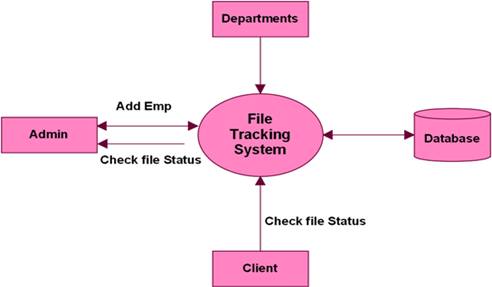 Departments
Add Emp
File
Tracking
System
Admin
Database
Check file Status
Check file Status
Client